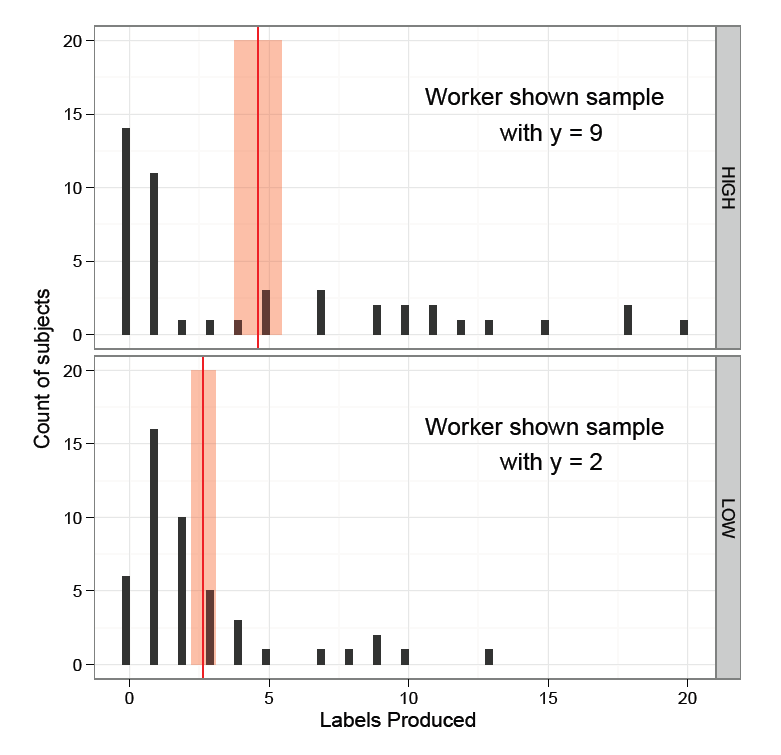 Count of subjects
20
15
10
5
0
Worker shown sample
with y = 9
HIGH
20
15
10
5
0
Worker shown sample
with y = 2
LOW
0 5 10 15 20
Labels Produced